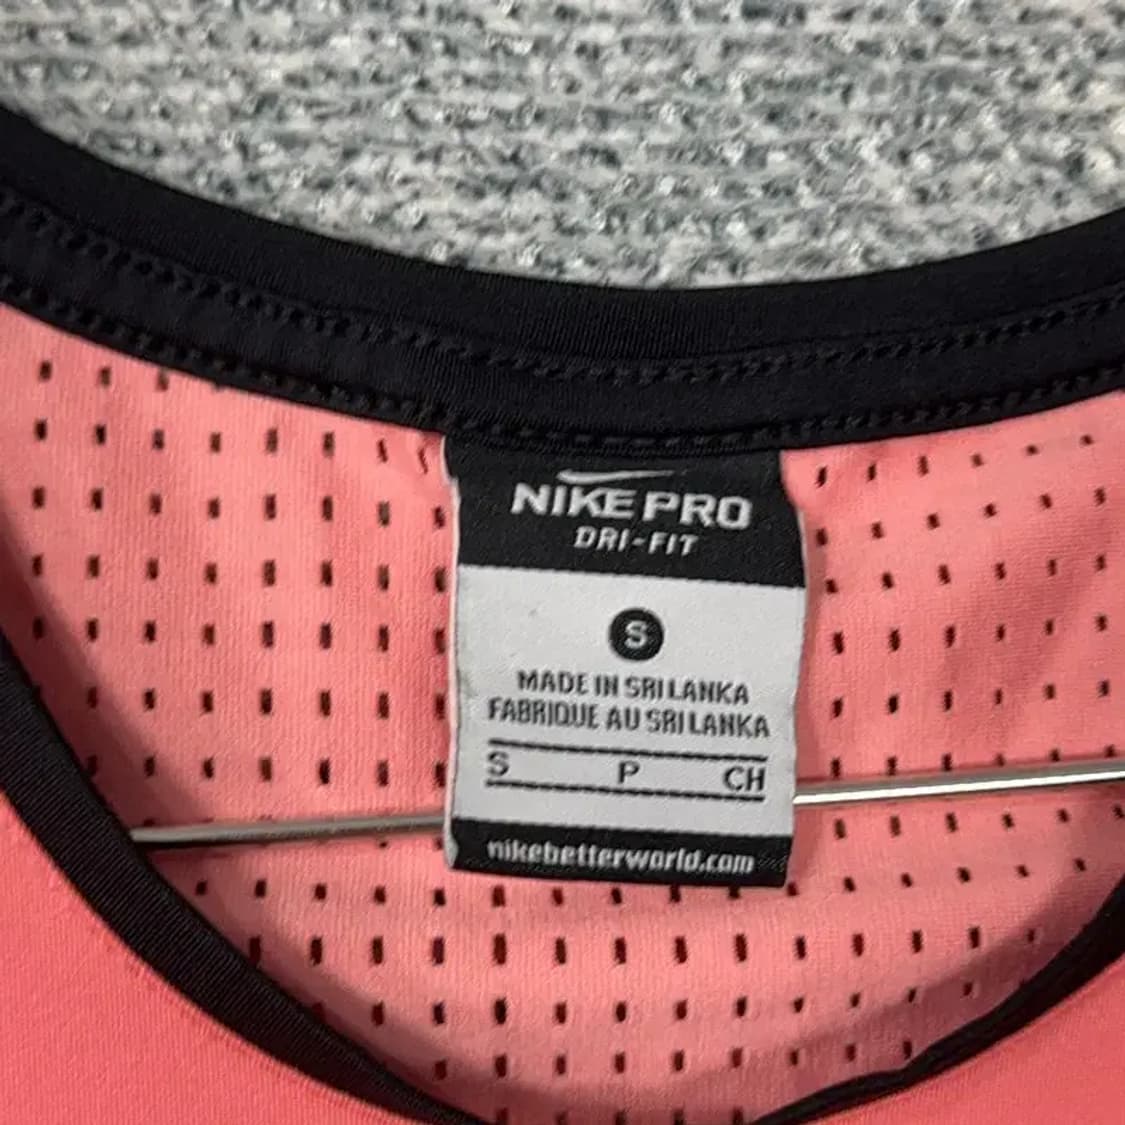 NIKE PRO
DRI-FIT
S
MADE IN SRI LANKA
FABRIQUE AU SRI LANKA
S P CH
nikebetterworld.com